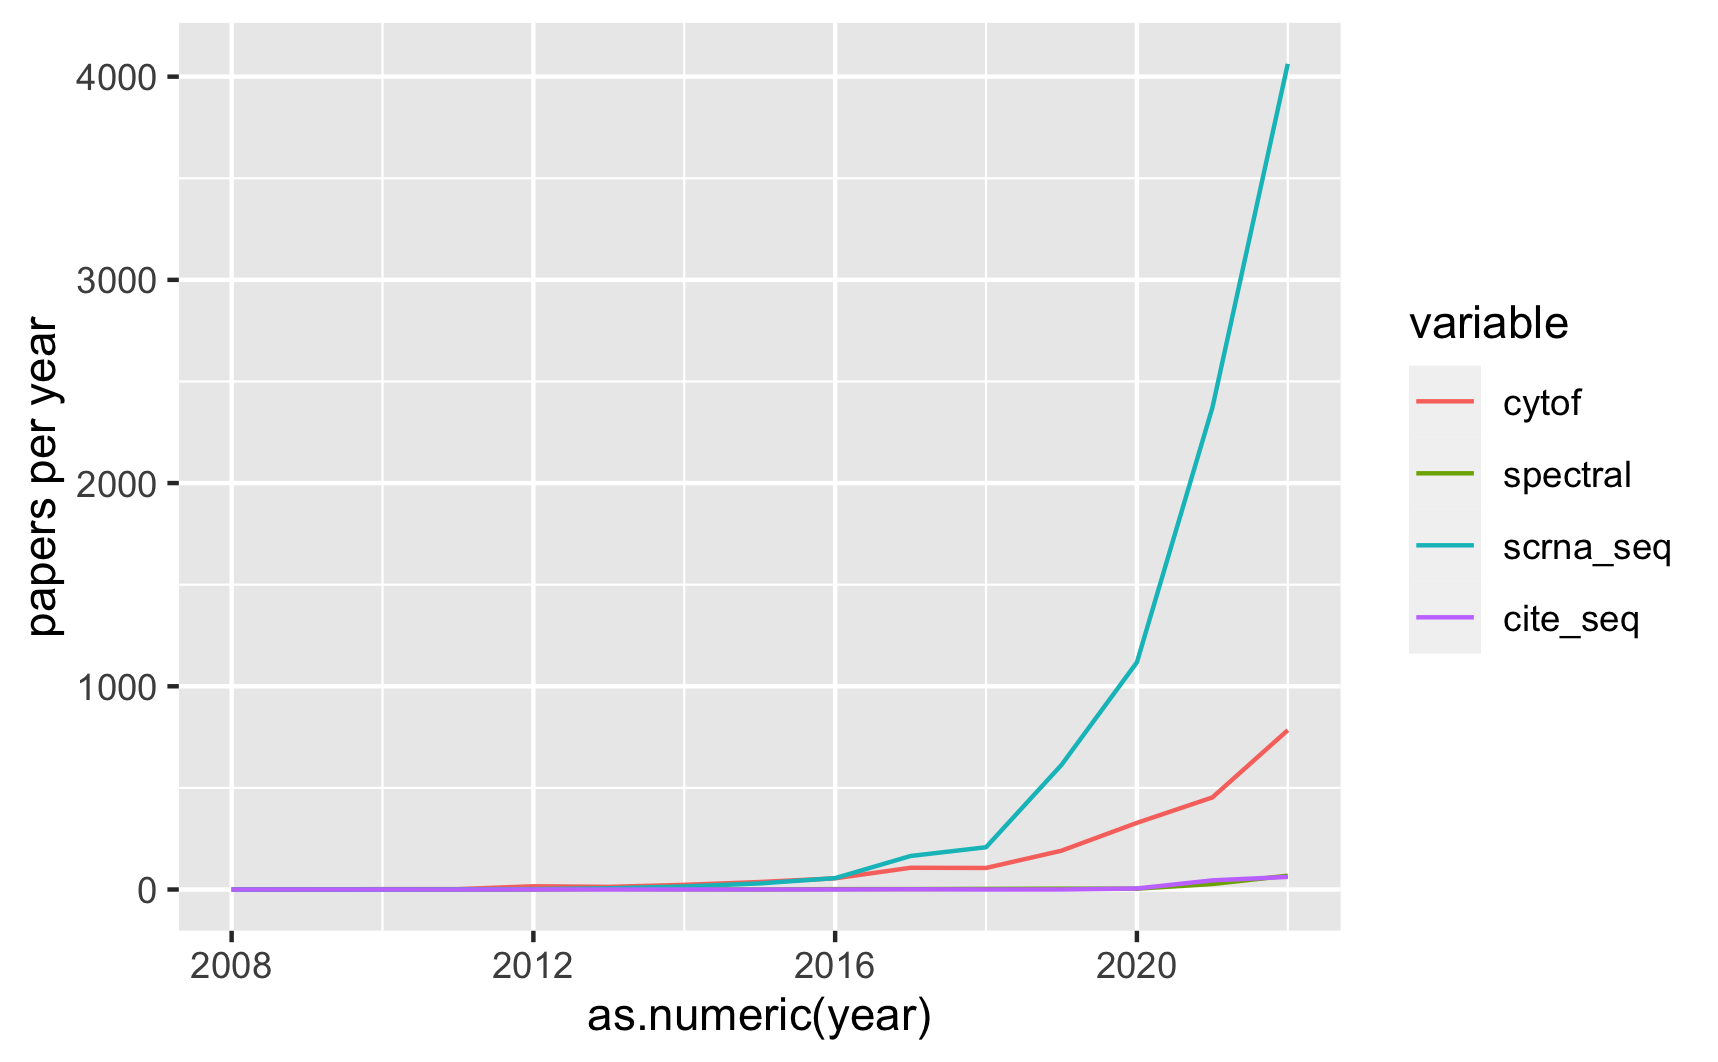 papers per year
4000
3000
2000
1000
0
2008 2012 2016 2020
as.numeric(year)
variable
cytof
spectral
scrna_seq
cite_seq